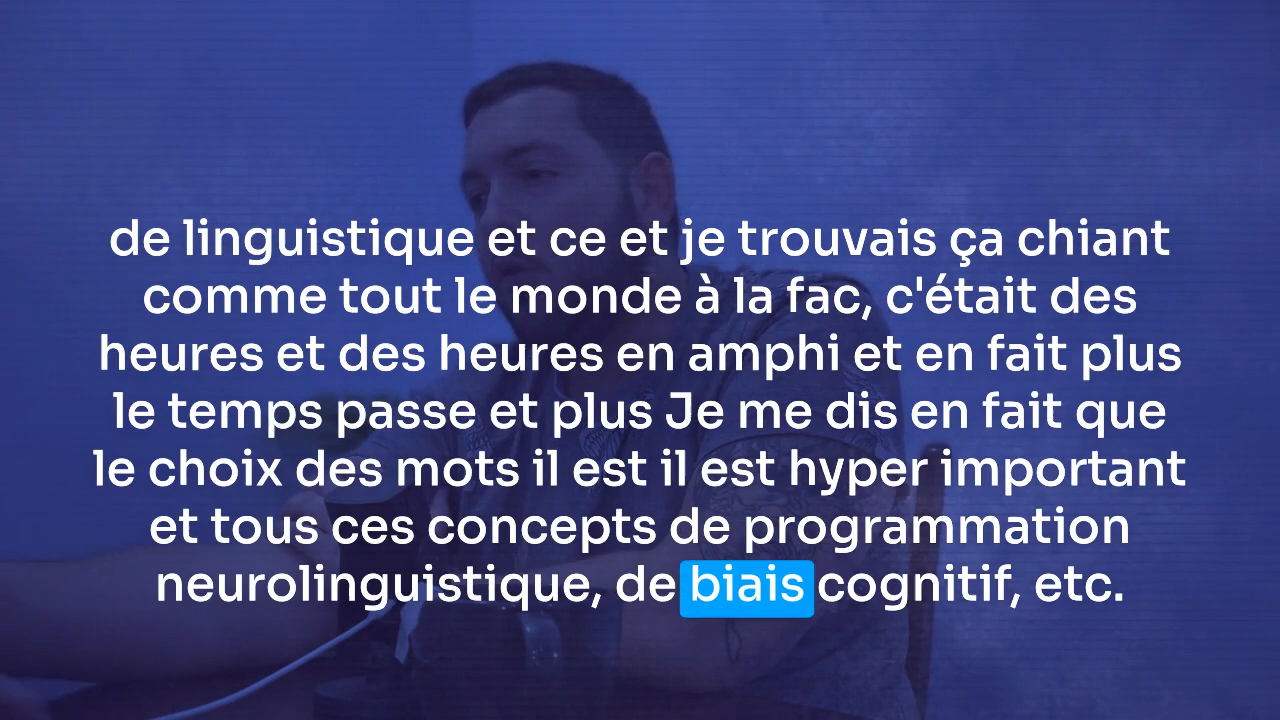 de linguistique et ce et je trouvais ça chiant
comme tout le monde à la fac, c'était des
heures et des heures en amphi et en fait plus
le temps passe et plus Je me dis en fait que
le choix des mots il est il est hyper important
et tous ces concepts de programmation
neurolinguistique, de biais cognitif, etc.